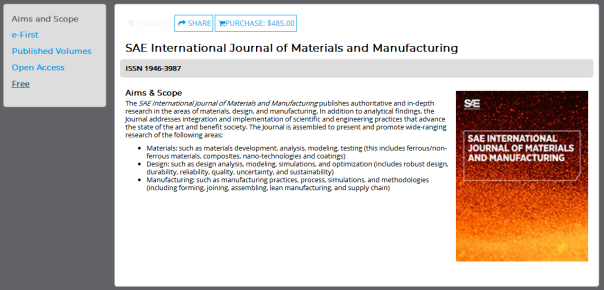 Aims and Scope
e-First
Published Volumes
Open Access
Free
FAVORITE
SHARE
PURCHASE: $485.00
SAE International Journal of Materials and Manufacturing
ISSN 1946-3987
Aims & Scope
The SAE International Journal of Materials and Manufacturing publishes authoritative and in-depth
research in the areas of materials, design, and manufacturing. In addition to analytical findings, the
Journal addresses integration and implementation of scientific and engineering practices that advance
the state of the art and benefit society. The Journal is assembled to present and promote wide-ranging
research of the following areas:
• Materials: such as materials development, analysis, modeling, testing (this includes ferrous/non-
ferrous materials, composites, nano-technologies and coatings)
• Design: such as design analysis, modeling, simulations, and optimization (includes robust design,
durability, reliability, quality, uncertainty, and sustainability)
• Manufacturing: such as manufacturing practices, process, simulations, and methodologies
(including forming, joining, assembling, lean manufacturing, and supply chain)
SAE
SAE INTERNATIONAL
JOURNAL OF MATERIALS
AND MANUFACTURING